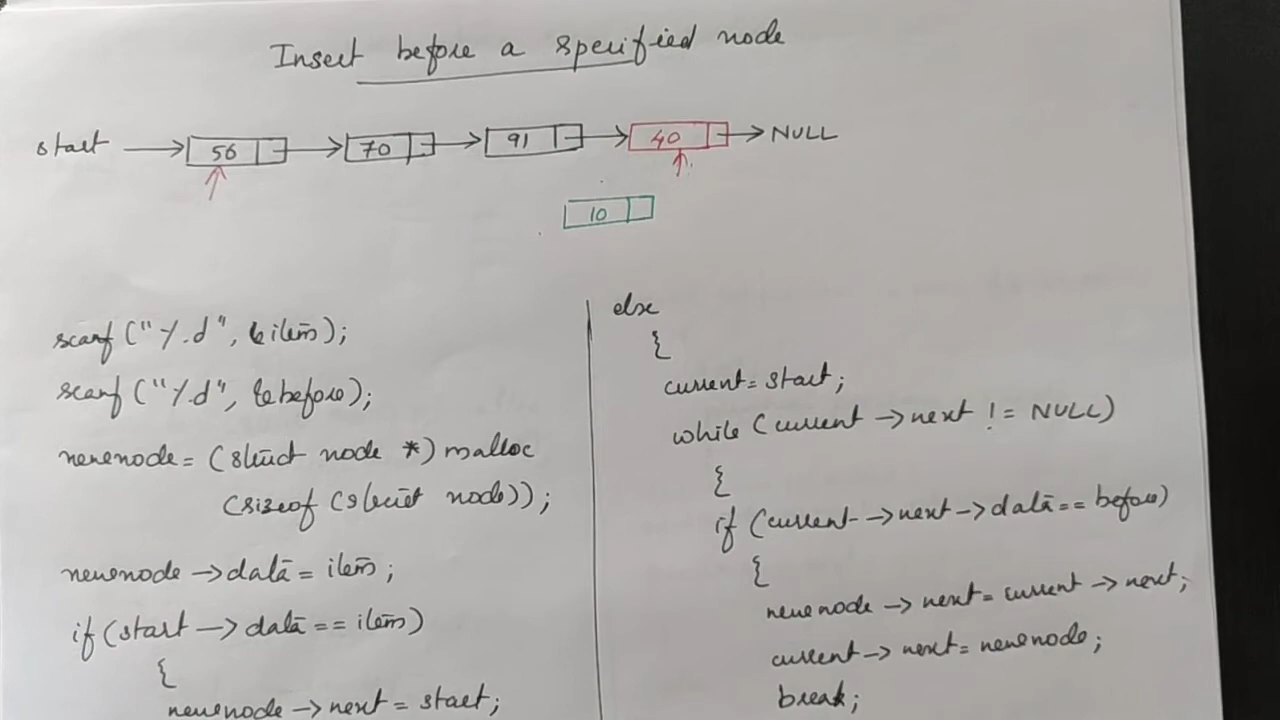 Insert before a specified node
start 56 70 91 40 NULL
10
scanf ("%d", &item);
scanf ("%d", &before);
newnode = (struct node *) malloc
(sizeof (struct node));
newnode -> data = item;
if (start -> data == item)
{
newnode -> next = start;
else
{
current = start;
while (current -> next != NULL)
{
if (current -> next -> data == before)
{
newnode -> next = current -> next;
current -> next = newnode;
break;